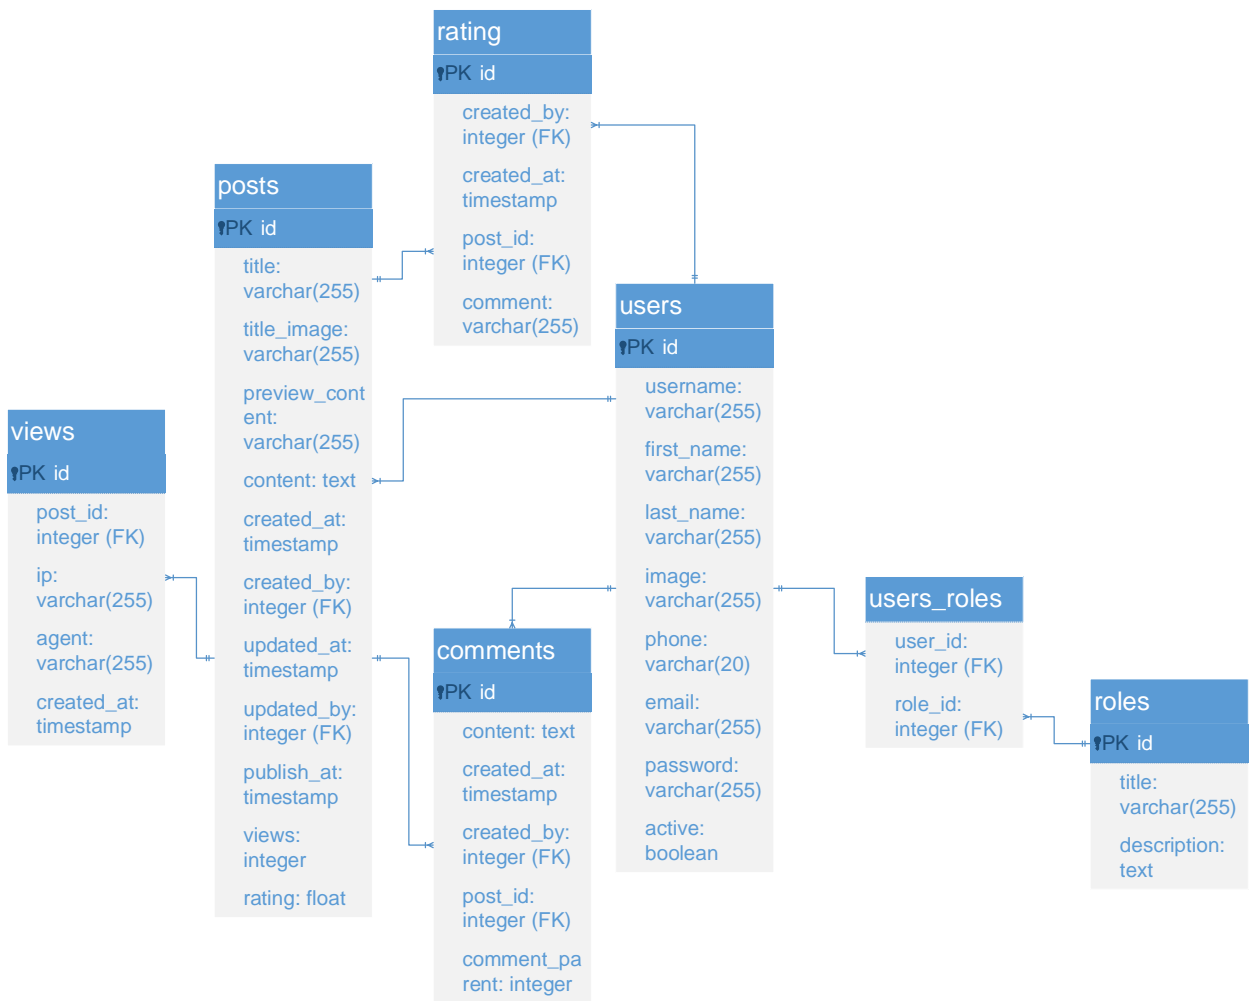 rating
PK id
created_by:
integer (FK)
created_at:
timestamp
post_id:
integer (FK)
comment:
varchar(255)
posts
PK id
title:
varchar(255)
title_image:
varchar(255)
preview_cont
ent:
varchar(255)
content: text
created_at:
timestamp
created_by:
integer (FK)
updated_at:
timestamp
updated_by:
integer (FK)
publish_at:
timestamp
views:
integer
rating: float
users
PK id
username:
varchar(255)
first_name:
varchar(255)
last_name:
varchar(255)
image:
varchar(255)
phone:
varchar(20)
email:
varchar(255)
password:
varchar(255)
active:
boolean
views
PK id
post_id:
integer (FK)
ip:
varchar(255)
agent:
varchar(255)
created_at:
timestamp
comments
PK id
content: text
created_at:
timestamp
created_by:
integer (FK)
post_id:
integer (FK)
comment_pa
rent: integer
users_roles
user_id:
integer (FK)
role_id:
integer (FK)
roles
PK id
title:
varchar(255)
description:
text